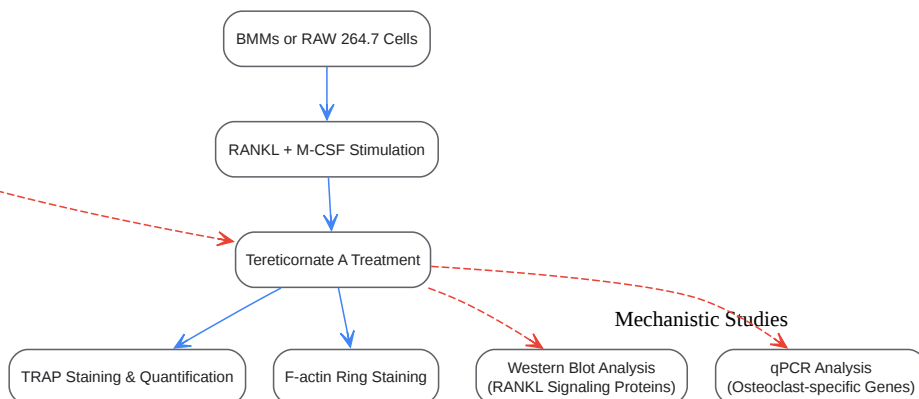 BMMs or RAW 264.7 Cells
RANKL + M-CSF Stimulation
Tereticornate A Treatment
Mechanistic Studies
TRAP Staining & Quantification
F-actin Ring Staining
Western Blot Analysis
(RANKL Signaling Proteins)
qPCR Analysis
(Osteoclast-specific Genes)